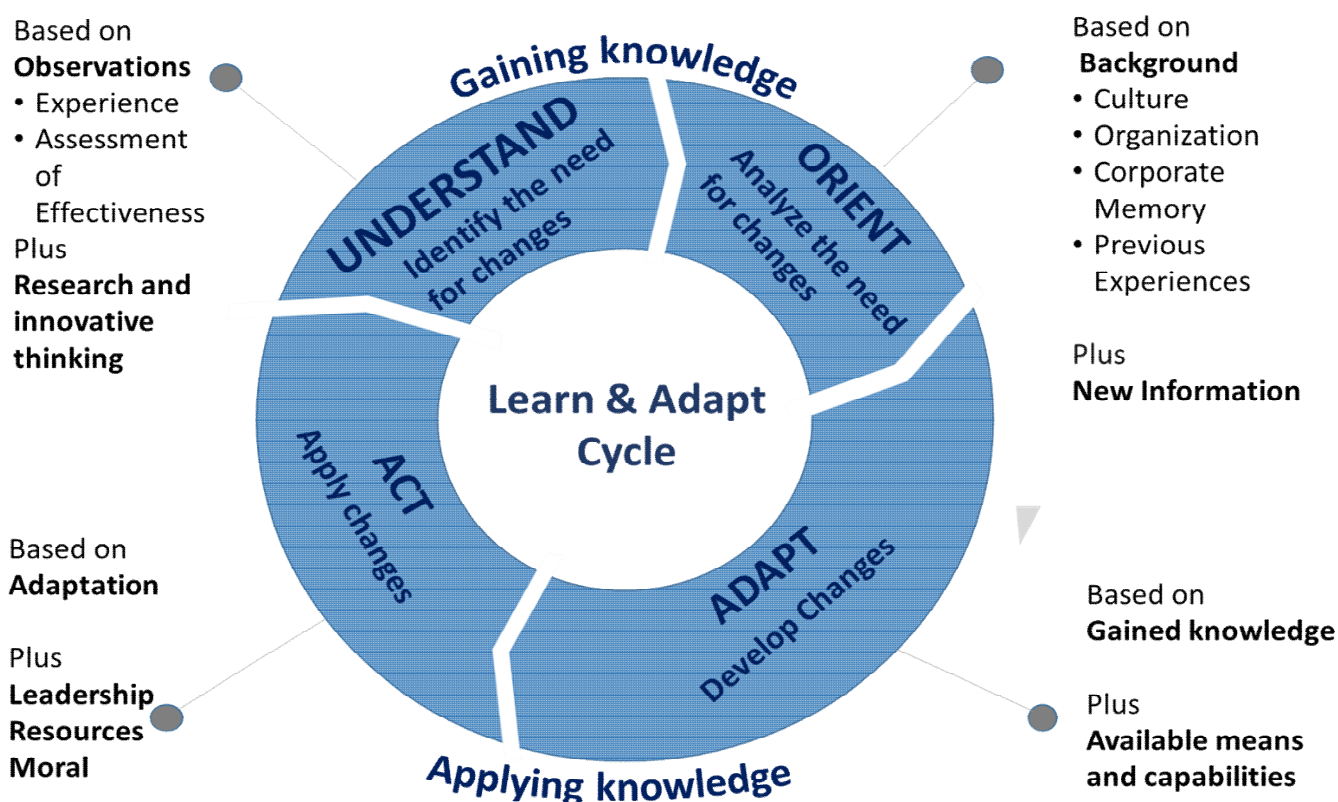 Based on
Observations
• Experience
• Assessment
of
Effectiveness
Plus
Research and
innovative
thinking
Gaining knowledge
Based on
Background
• Culture
• Organization
• Corporate
Memory
• Previous
Experiences
Plus
New Information
UNDERSTAND
Identify the need
for changes
ORIENT
Analyze the need
for changes
Learn & Adapt
Cycle
ACT
Apply changes
ADAPT
Develop Changes
Based on
Adaptation
Plus
Leadership
Resources
Moral
Based on
Gained knowledge
Plus
Available means
and capabilities
Applying knowledge